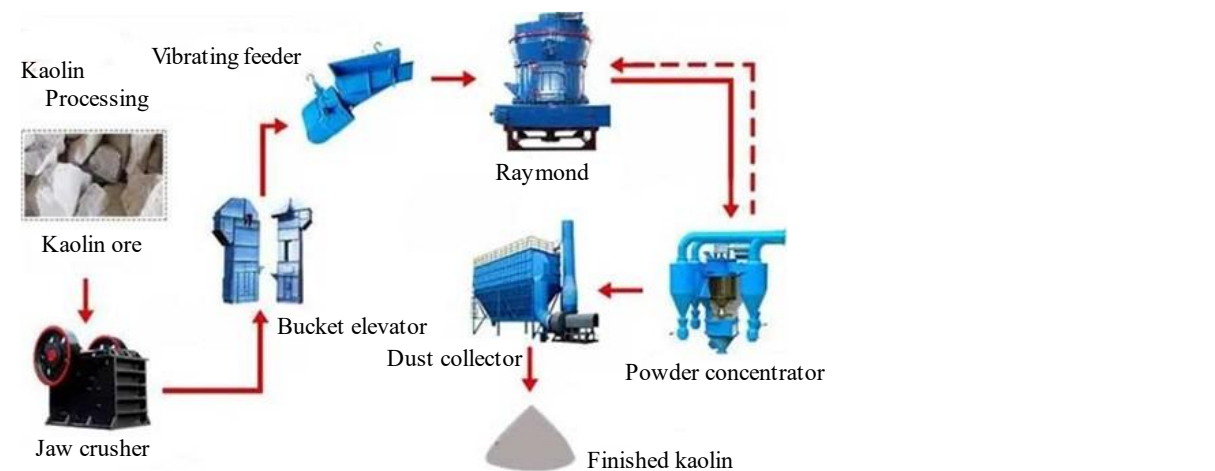 Kaolin
Processing
Kaolin ore
Jaw crusher
Bucket elevator
Vibrating feeder
Raymond
Powder concentrator
Dust collector
Finished kaolin